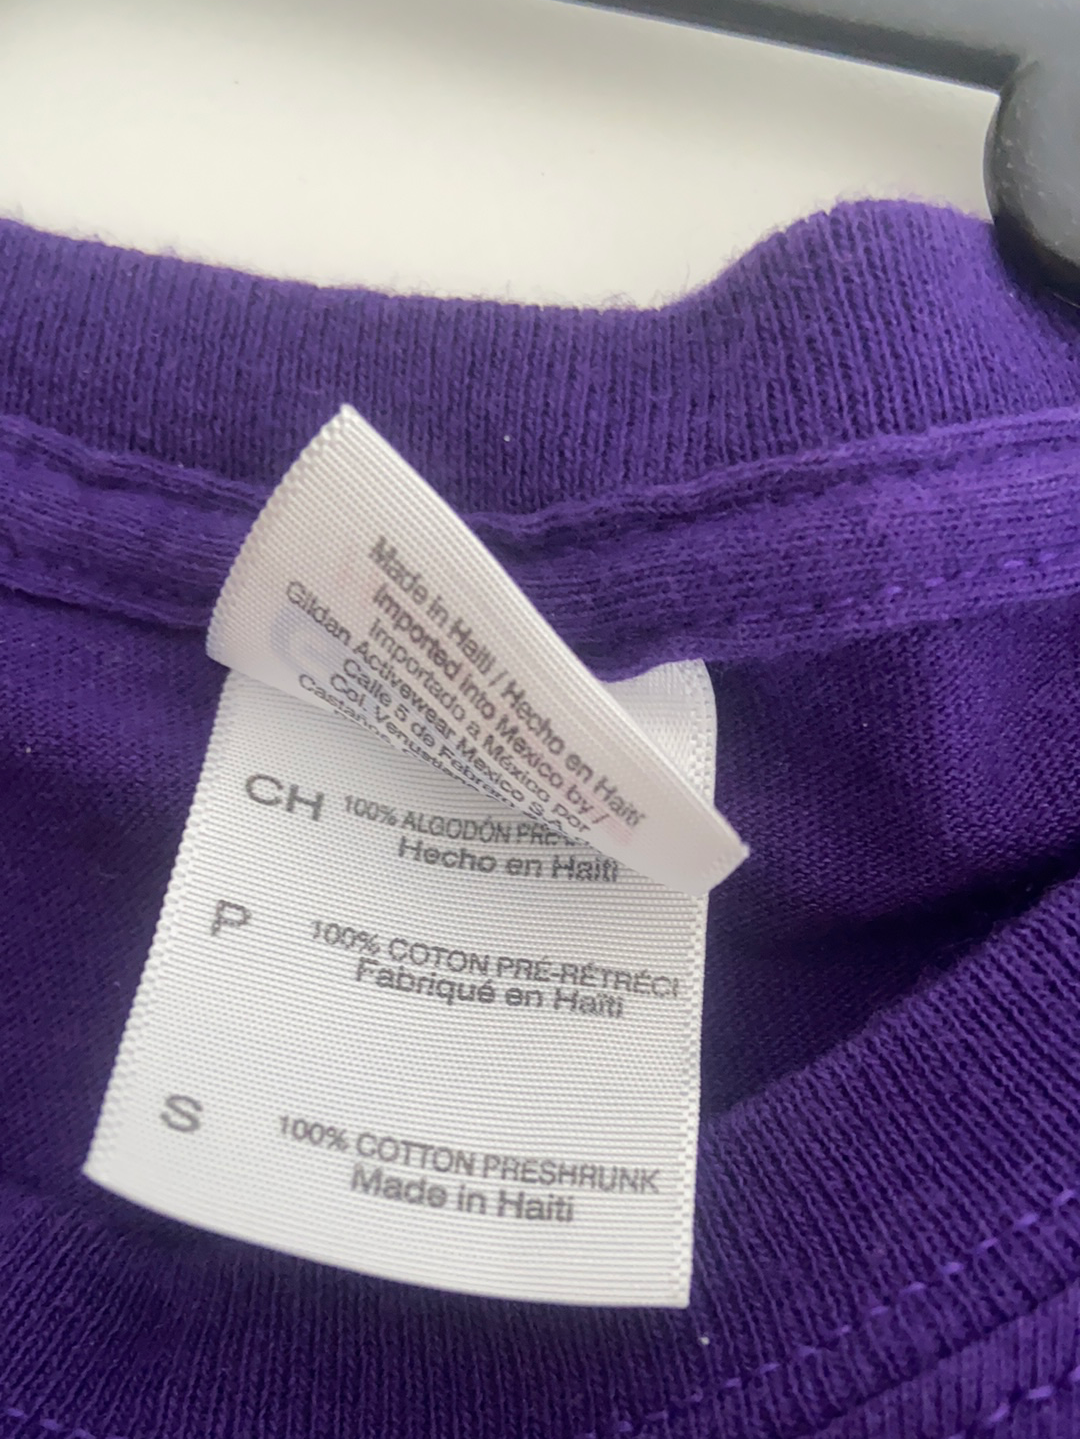 Made in Haiti / Hecho en Haití
Imported into Mexico by /
Importado a México por
Gildan Activewear Mexico S.A.
Calle 5 de
Col. Venustiano
CH 100% ALGODÓN
Hecho en Haití
P 100% COTON PRÉ-RÉTRÉCI
Fabriqué en Haïti
S 100% COTTON PRESHRUNK
Made in Haiti